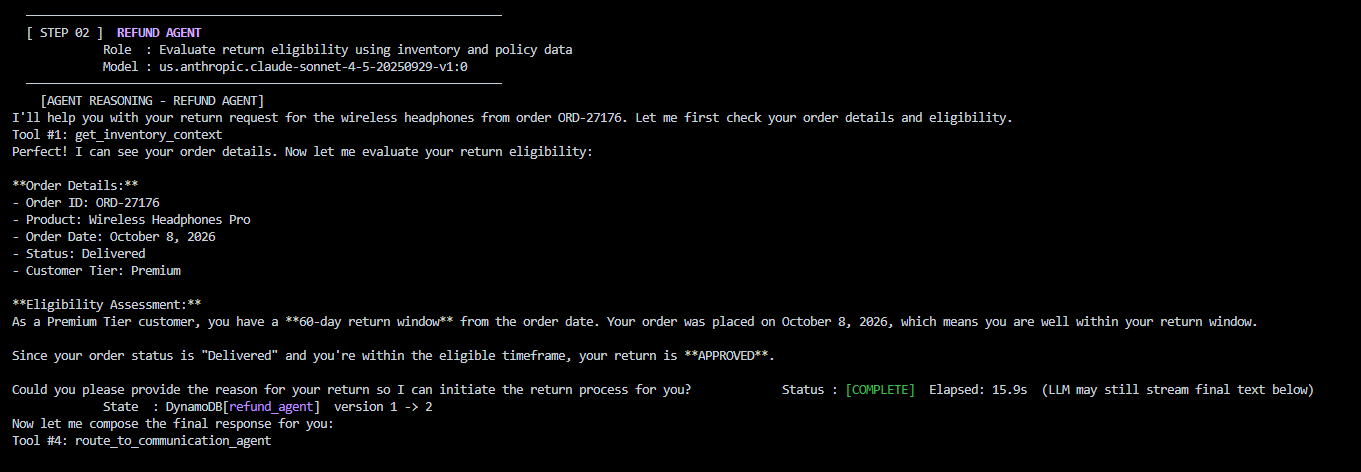 [ STEP 02 ] REFUND AGENT
Role : Evaluate return eligibility using inventory and policy data
Model : us.anthropic.claude-sonnet-4-5-20250929-v1:0
[AGENT REASONING - REFUND AGENT]
I'll help you with your return request for the wireless headphones from order ORD-27176. Let me first check your order details and eligibility.
Tool #1: get_inventory_context
Perfect! I can see your order details. Now let me evaluate your return eligibility:
**Order Details:**
- Order ID: ORD-27176
- Product: Wireless Headphones Pro
- Order Date: October 8, 2026
- Status: Delivered
- Customer Tier: Premium
**Eligibility Assessment:**
As a Premium Tier customer, you have a **60-day return window** from the order date. Your order was placed on October 8, 2026, which means you are well within your return window.
Since your order status is "Delivered" and you're within the eligible timeframe, your return is **APPROVED**.
Could you please provide the reason for your return so I can initiate the return process for you? Status : [COMPLETE] Elapsed: 15.9s (LLM may still stream final text below)
State : DynamoDB[refund_agent] version 1 -> 2
Now let me compose the final response for you:
Tool #4: route_to_communication_agent